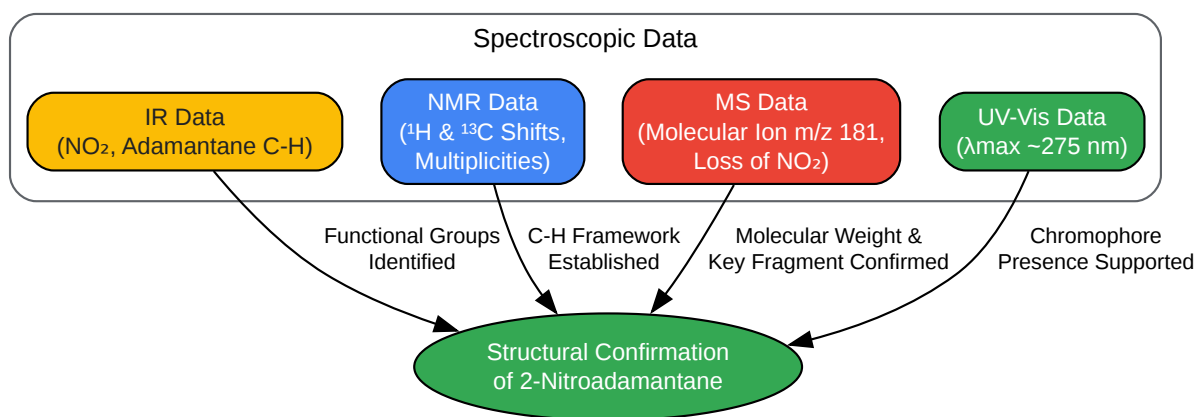 Spectroscopic Data
IR Data
(NO₂, Adamantane C-H)
NMR Data
(¹H & ¹³C Shifts,
Multiplicities)
MS Data
(Molecular Ion m/z 181,
Loss of NO₂)
UV-Vis Data
(λmax ~275 nm)
Functional Groups
Identified
C-H Framework
Established
Molecular Weight &
Key Fragment Confirmed
Chromophore
Presence Supported
Structural Confirmation
of 2-Nitroadamantane